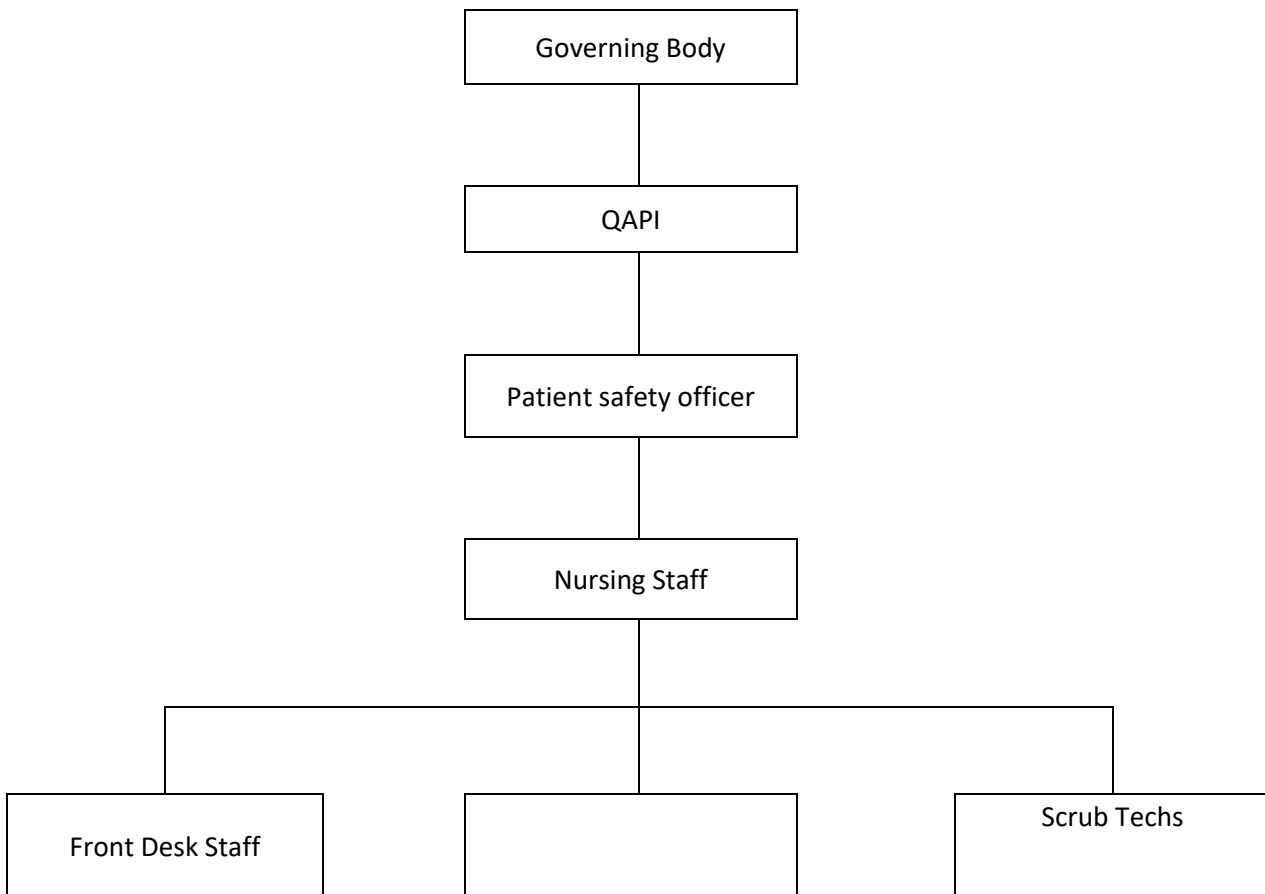 Governing Body
QAPI
Patient safety officer
Nursing Staff
Front Desk Staff
Scrub Techs